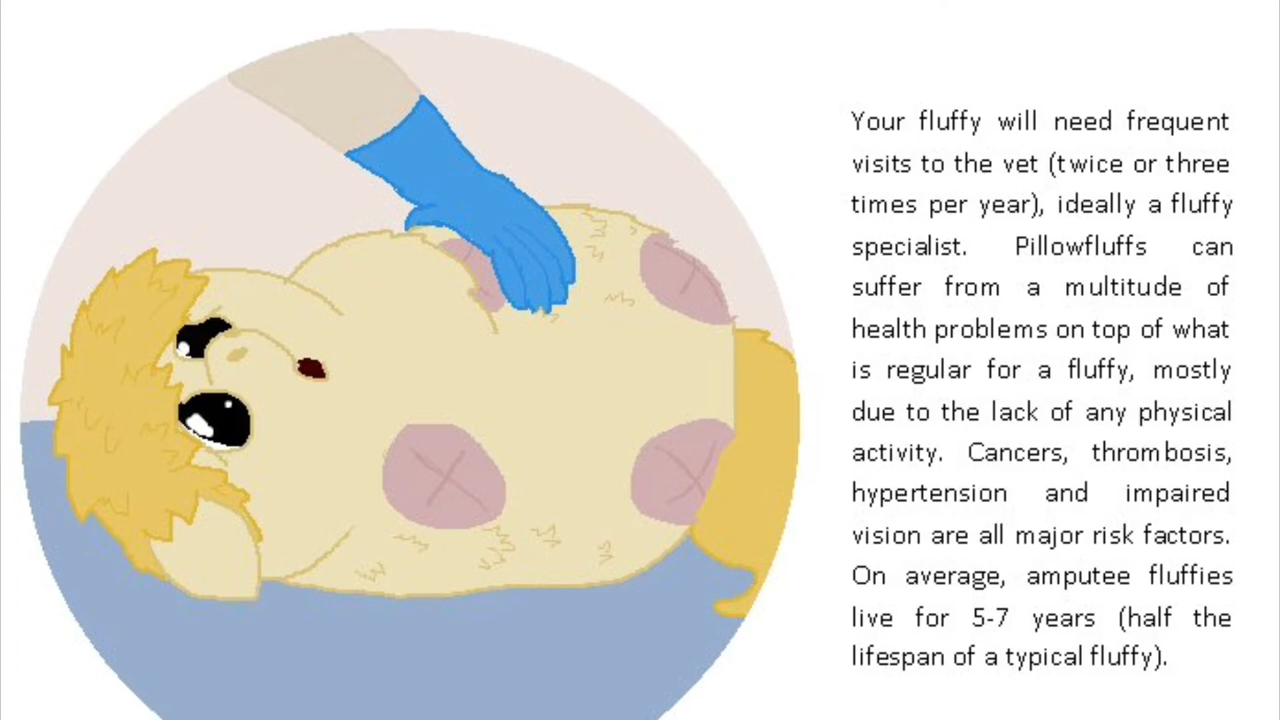 Your fluffy will need frequent
visits to the vet (twice or three
times per year), ideally a fluffy
specialist. Pillowfluffs can
suffer from a multitude of
health problems on top of what
is regular for a fluffy, mostly
due to the lack of any physical
activity. Cancers, thrombosis,
hypertension and impaired
vision are all major risk factors.
On average, amputee fluffies
live for 5-7 years (half the
lifespan of a typical fluffy).